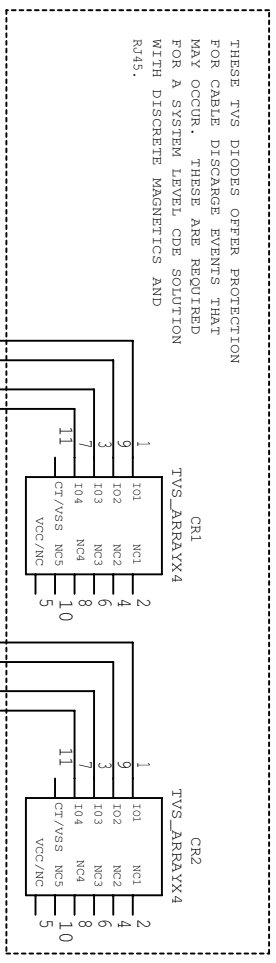 THESE TVS DIODES OFFER PROTECTION
FOR CABLE DISCARGE EVENTS THAT
MAY OCCUR. THESE ARE REQUIRED
FOR A SYSTEM LEVEL CDE SOLUTION
WITH DISCRETE MAGNETICS AND
RJ45.
CR1
TVS_ARRAYX4
1 IO1 NC1 2
9 IO2 NC2 4
3 IO3 NC3 6
7 IO4 NC4 8
11 CT/VSS NC5 10
VCC/NC 5
CR2
TVS_ARRAYX4
1 IO1 NC1 2
9 IO2 NC2 4
3 IO3 NC3 6
7 IO4 NC4 8
11 CT/VSS NC5 10
VCC/NC 5